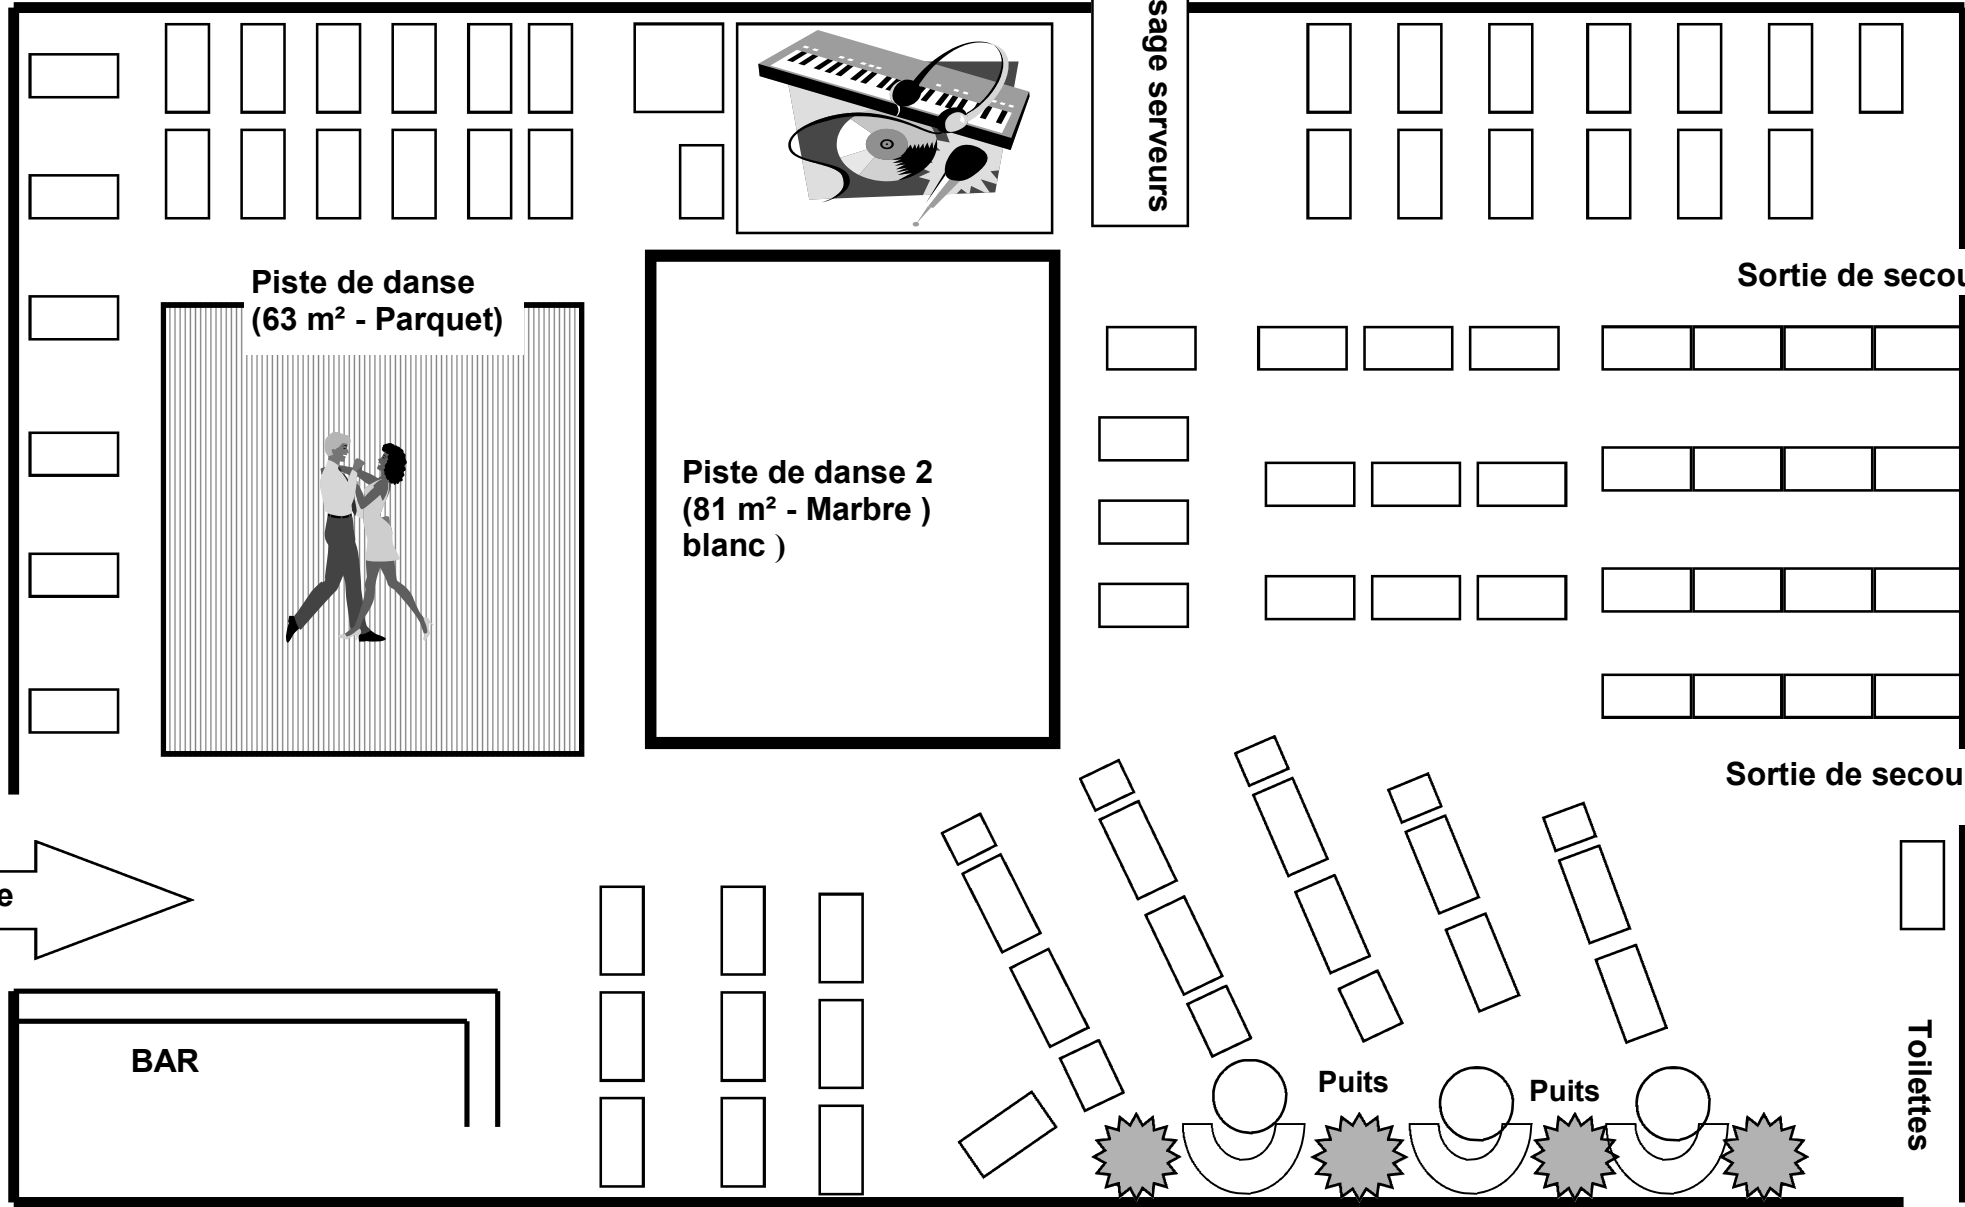 sage serveurs
Piste de danse
(63 m² - Parquet)
Sortie de secou
Piste de danse 2
(81 m² - Marbre )
blanc )
Sortie de secou
e
BAR
Puits
Puits
Toilettes